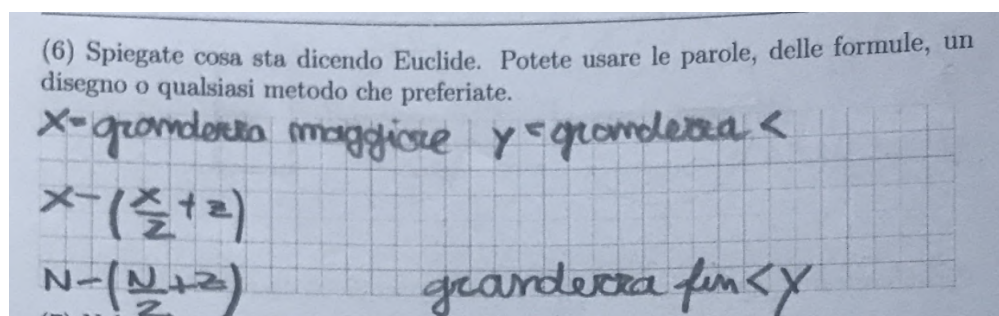 (6) Spiegate cosa sta dicendo Euclide. Potete usare le parole, delle formule, un
disegno o qualsiasi metodo che preferiate.
X = grandezza maggiore y = grandezza <
X - (X/2 + z)
N - (N/2 + z) grandezza fin < Y